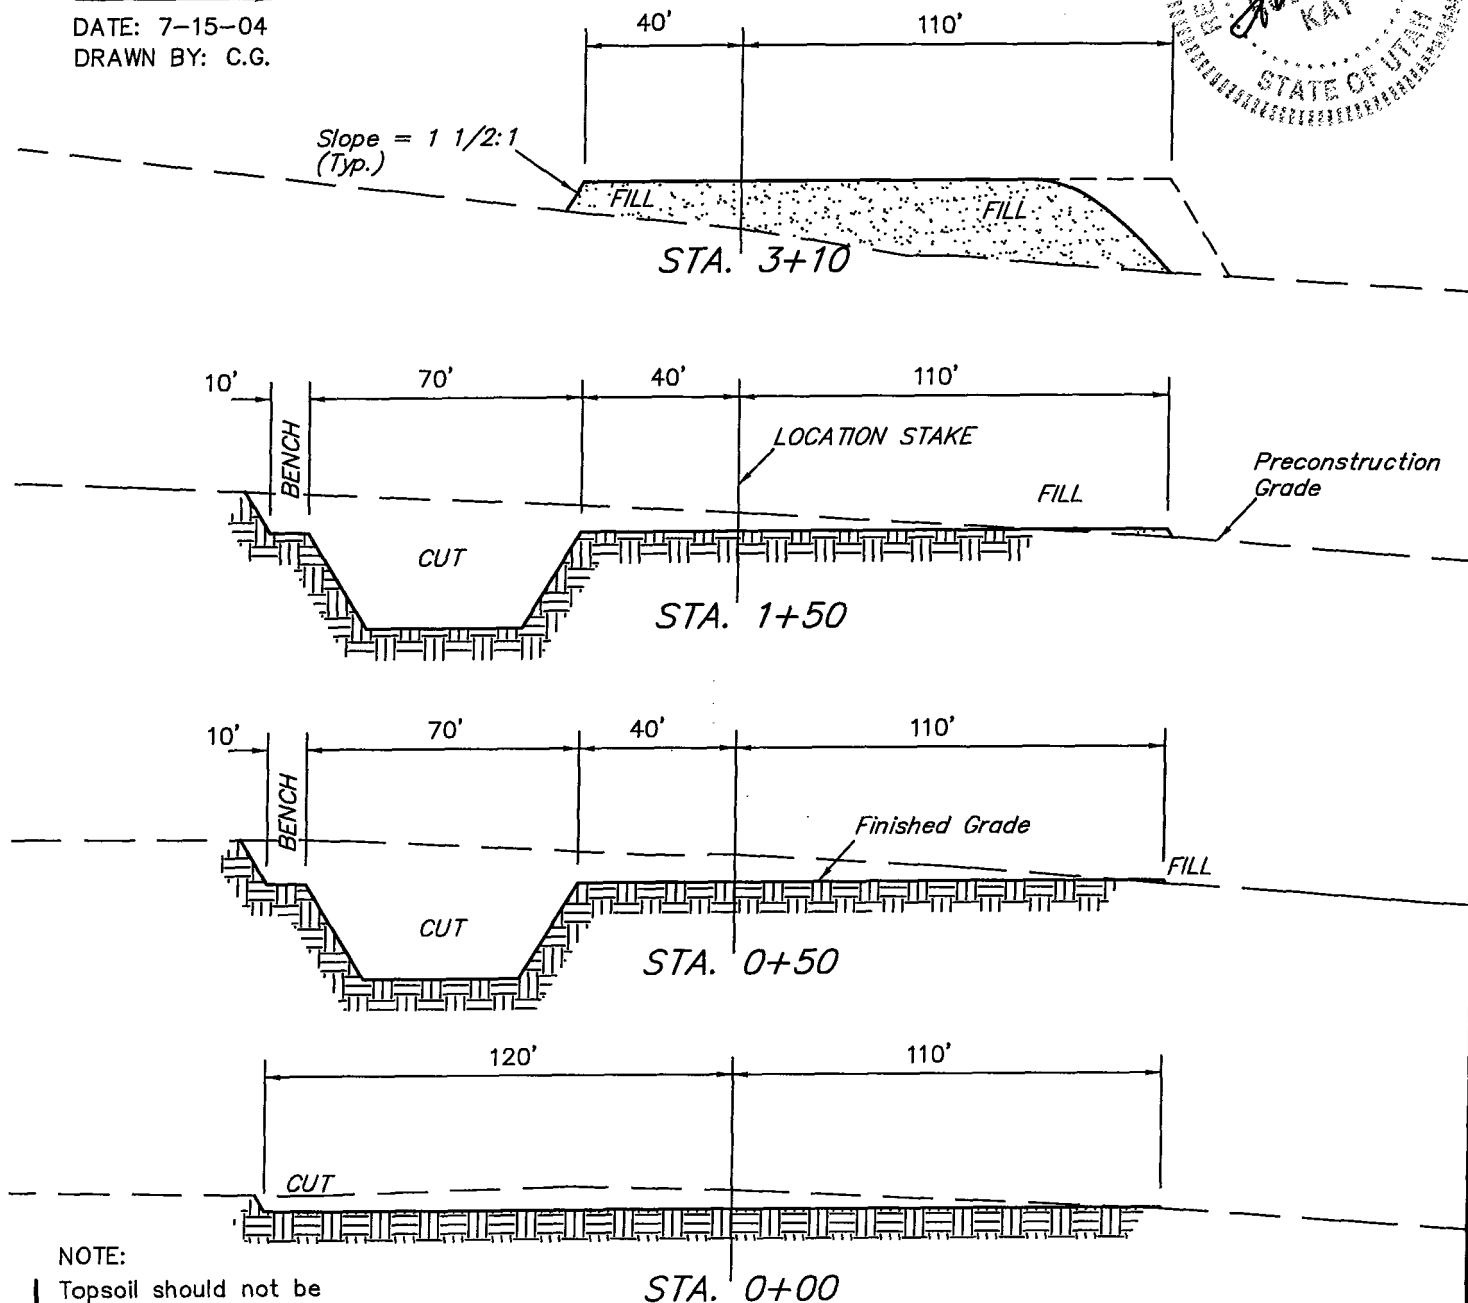 DATE: 7-15-04
DRAWN BY: C.G.
STATE OF UTAH
KAY
40'
110'
Slope = 1 1/2:1
(Typ.)
FILL
FILL
STA. 3+10
10'
70'
40'
110'
BENCH
LOCATION STAKE
Preconstruction
Grade
FILL
CUT
STA. 1+50
10'
70'
40'
110'
BENCH
Finished Grade
FILL
CUT
STA. 0+50
120'
110'
CUT
NOTE:
Topsoil should not be
STA. 0+00